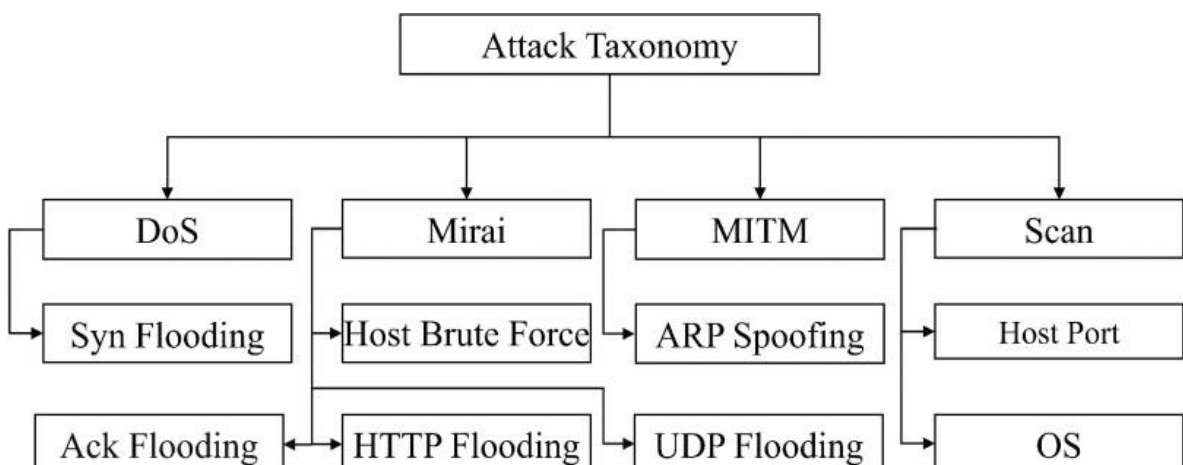 Attack Taxonomy
DoS
Mirai
MITM
Scan
Syn Flooding
Host Brute Force
ARP Spoofing
Host Port
Ack Flooding
HTTP Flooding
UDP Flooding
OS